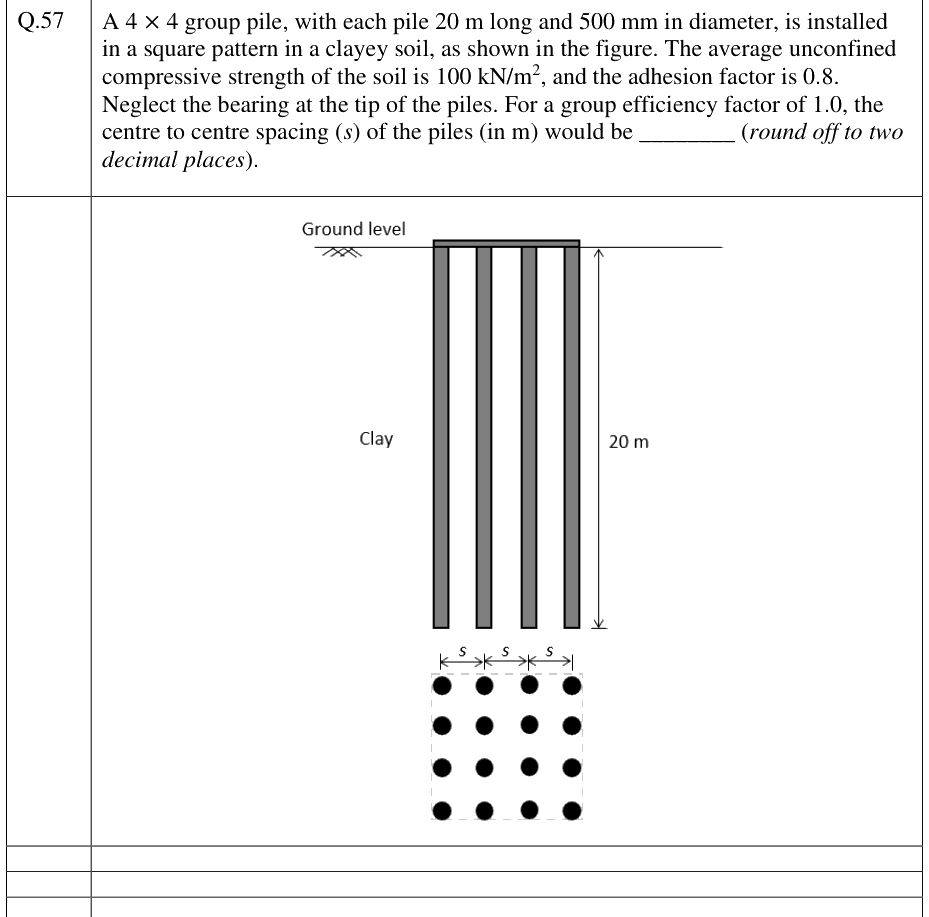 Q.57
A 4 × 4 group pile, with each pile 20 m long and 500 mm in diameter, is installed
in a square pattern in a clayey soil, as shown in the figure. The average unconfined
compressive strength of the soil is 100 kN/m², and the adhesion factor is 0.8.
Neglect the bearing at the tip of the piles. For a group efficiency factor of 1.0, the
centre to centre spacing (s) of the piles (in m) would be ________ (round off to two
decimal places).
Ground level
Clay
20 m
s s s